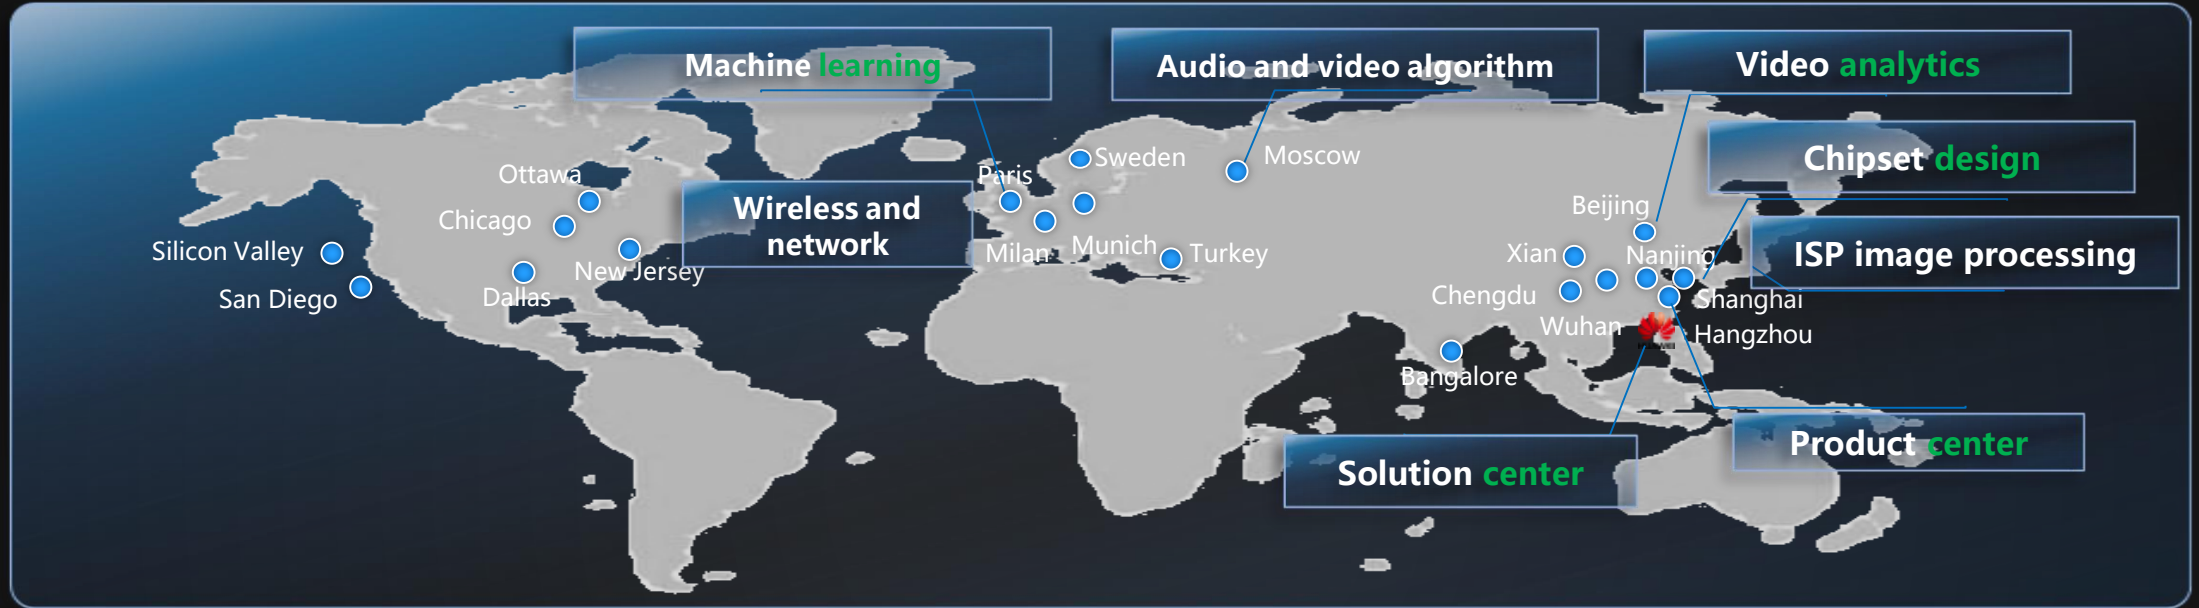 Machine learning
Audio and video algorithm
Video analytics
Chipset design
Ottawa
Paris
Sweden
Moscow
Chicago
Wireless and
network
Beijing
Silicon Valley
New Jersey
Milan
Munich
Turkey
Xian
Nanjing
ISP image processing
San Diego
Dallas
Chengdu
Shanghai
Wuhan
Hangzhou
Bangalore
Solution center
Product center